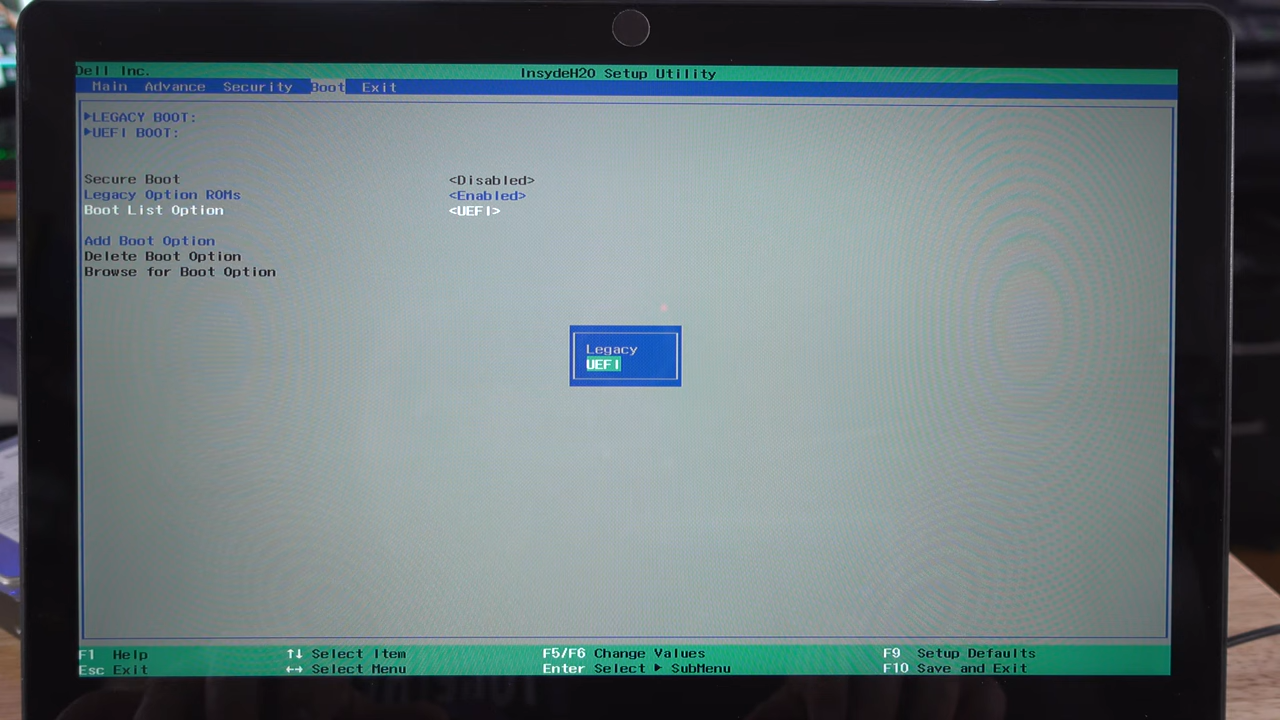 Dell Inc.
InsydeH2O Setup Utility
Main Advance Security Boot Exit
▶LEGACY BOOT:
▶UEFI BOOT:
Secure Boot <Disabled>
Legacy Option ROMs <Enabled>
Boot List Option <UEFI>
Add Boot Option
Delete Boot Option
Browse for Boot Option
Legacy
UEFI
F1 Help ↑↓ Select Item F5/F6 Change Values F9 Setup Defaults
Esc Exit ←→ Select Menu Enter Select ▶ SubMenu F10 Save and Exit